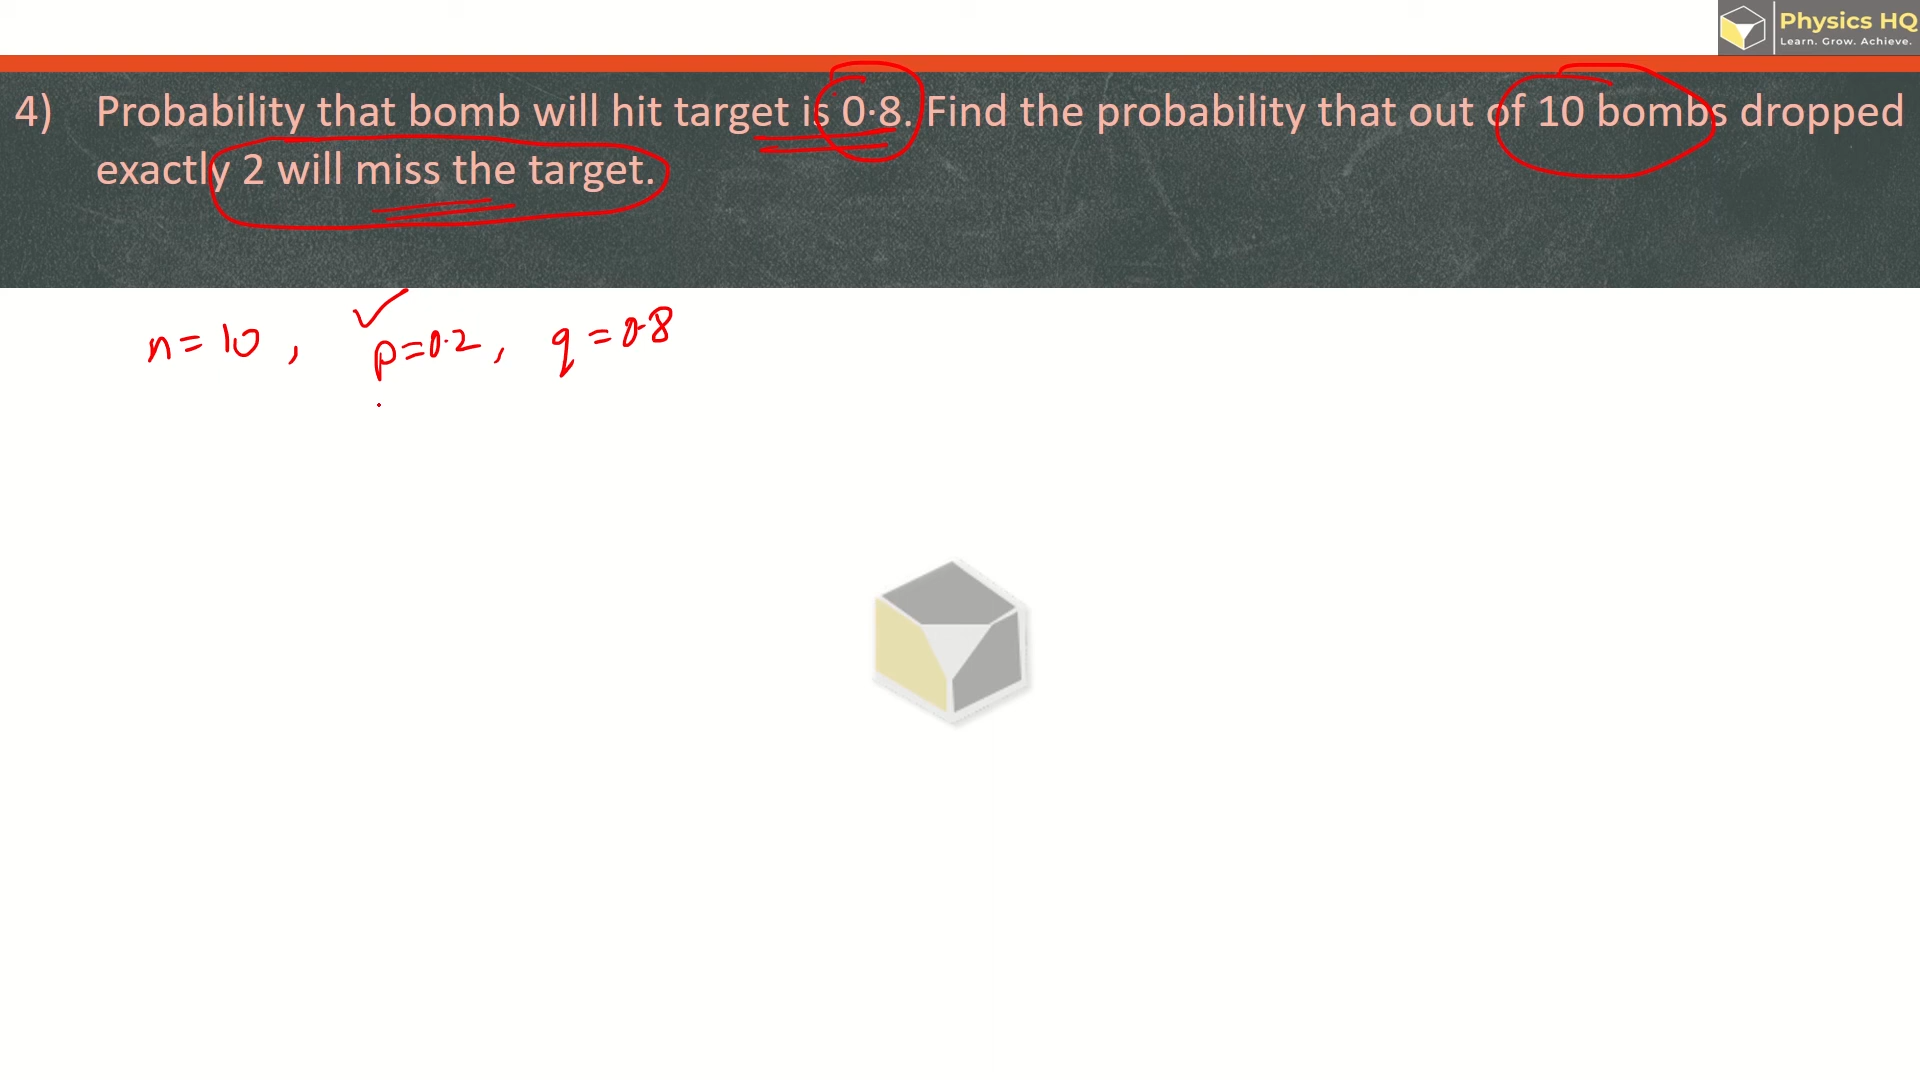 Physics HQ
Learn. Grow. Achieve.
4) Probability that bomb will hit target is 0·8. Find the probability that out of 10 bombs dropped
exactly 2 will miss the target.
n = 10 , p = 0.2 , q = 0.8